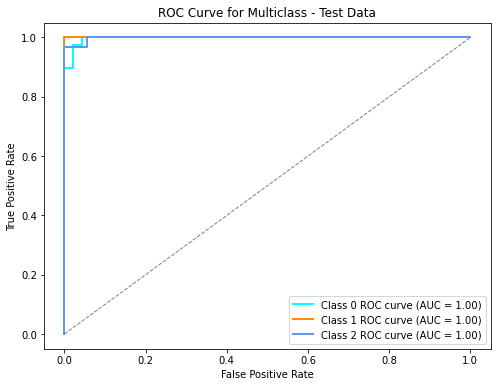 ROC Curve for Multiclass - Test Data
True Positive Rate
1.0
0.8
0.6
0.4
0.2
0.0
0.0 0.2 0.4 0.6 0.8 1.0
False Positive Rate
Class 0 ROC curve (AUC = 1.00)
Class 1 ROC curve (AUC = 1.00)
Class 2 ROC curve (AUC = 1.00)